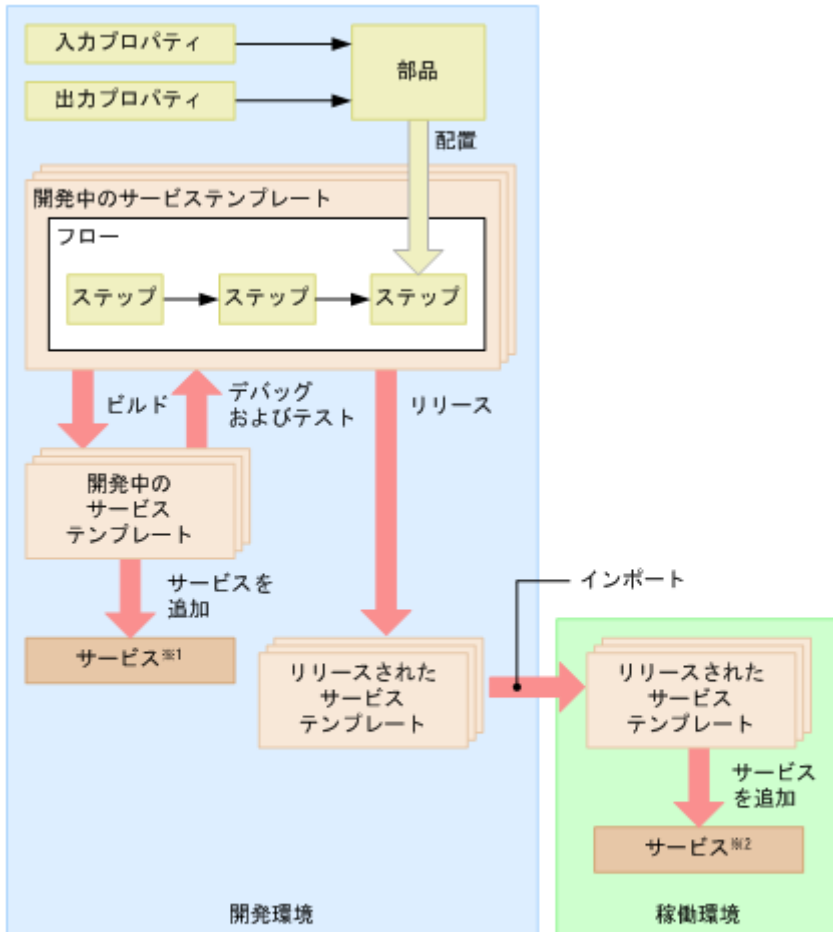 入力プロパティ
部品
出力プロパティ
配置
開発中のサービステンプレート
フロー
ステップ
ステップ
ステップ
ビルド
デバッグ
およびテスト
リリース
開発中の
サービス
テンプレート
サービスを
追加
インポート
サービス※1
リリースされた
サービス
テンプレート
リリースされた
サービス
テンプレート
サービス
を追加
サービス※2
開発環境
稼働環境